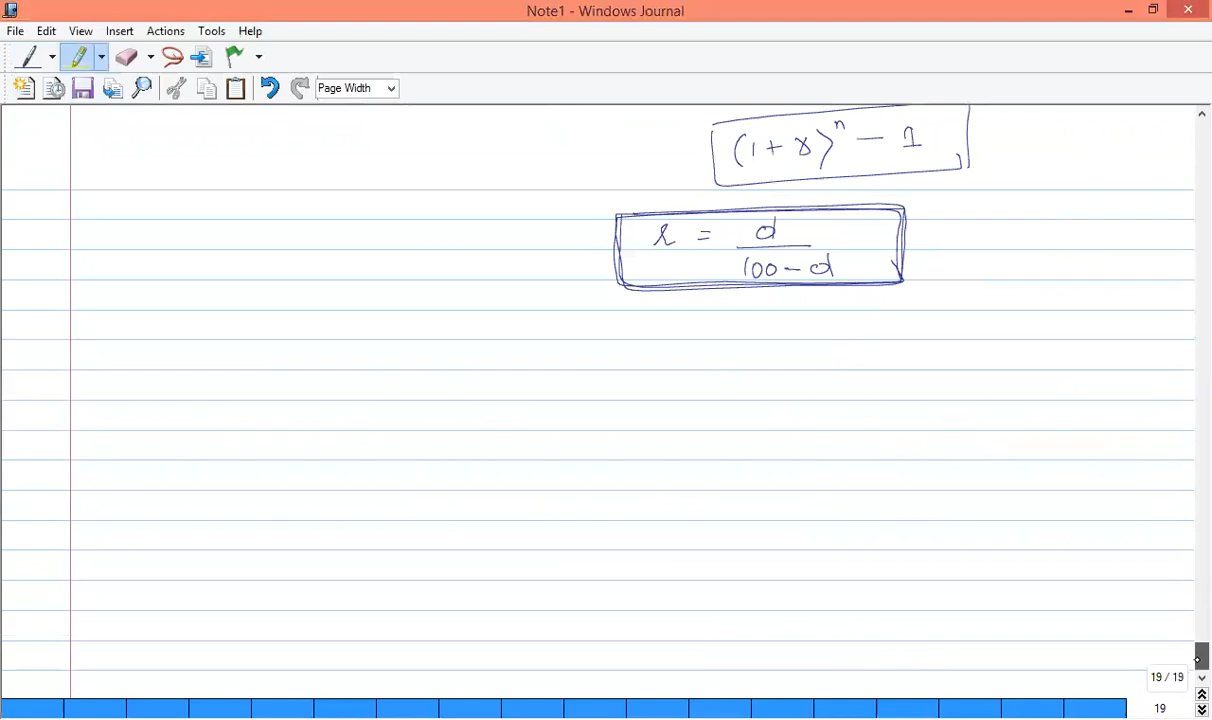 Note1 - Windows Journal
File Edit View Insert Actions Tools Help
Page Width
(1 + r)^n - 1
r = d / (100 - d)
19 / 19
19